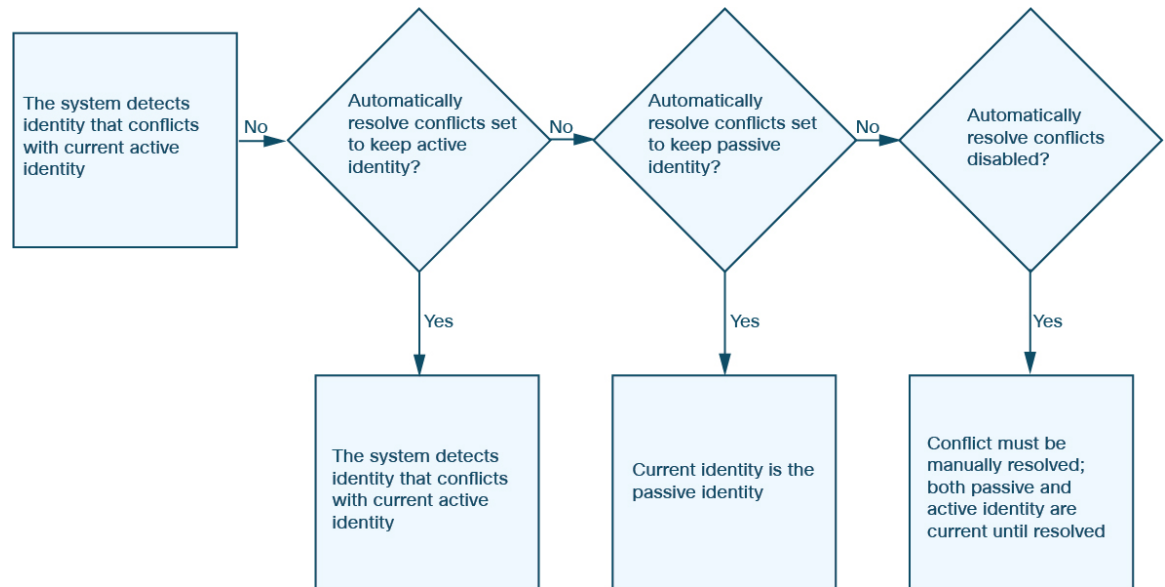 The system detects
identity that conflicts
with current active
identity
No
Automatically
resolve conflicts set
to keep active
identity?
No
Automatically
resolve conflicts set
to keep passive
identity?
No
Automatically
resolve conflicts
disabled?
Yes
Yes
Yes
The system detects
identity that conflicts
with current active
identity
Current identity is the
passive identity
Conflict must be
manually resolved;
both passive and
active identity are
current until resolved